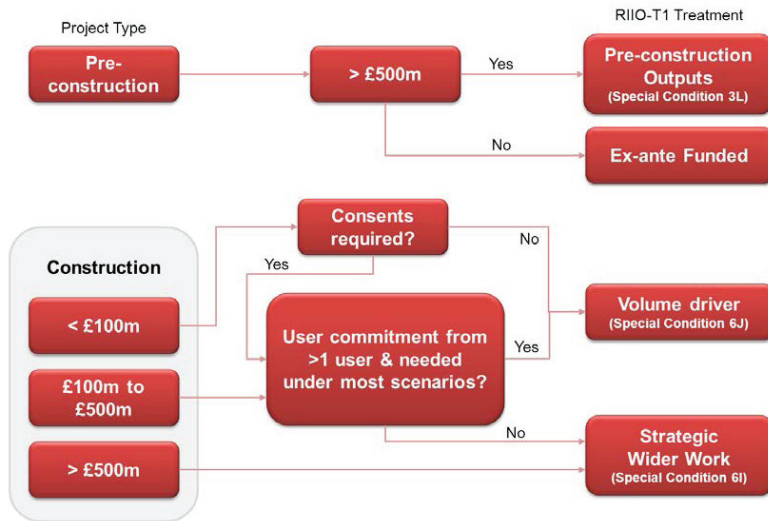 Project Type
RIIO-T1 Treatment
Pre-
construction
> £500m
Yes
Pre-construction
Outputs
(Special Condition 3L)
No
Ex-ante Funded
Consents
required?
No
Yes
Construction
< £100m
Volume driver
(Special Condition 6J)
User commitment from
>1 user & needed
under most scenarios?
Yes
£100m to
£500m
No
Strategic
Wider Work
(Special Condition 6I)
> £500m